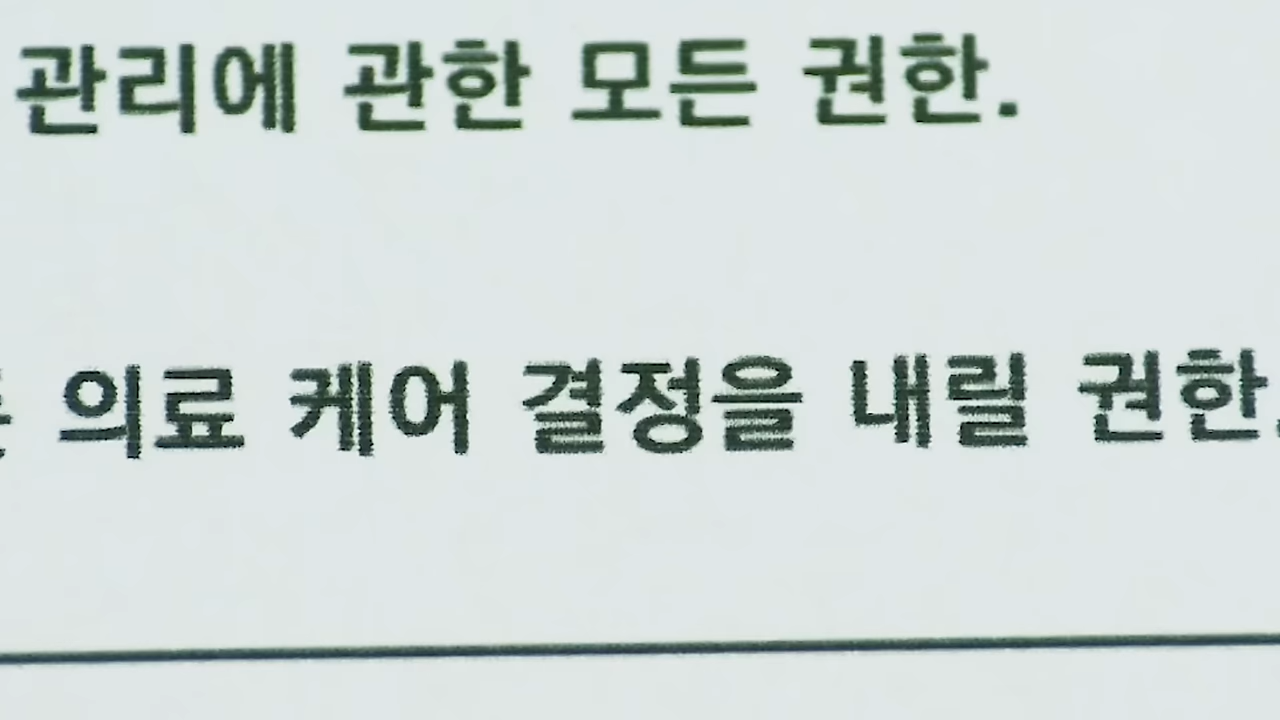 관리에 관한 모든 권한.
의료 케어 결정을 내릴 권한.